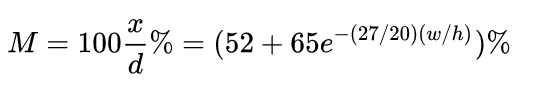 M = 100 x/d % = (52 + 65e^{-(27/20)(w/h)})%